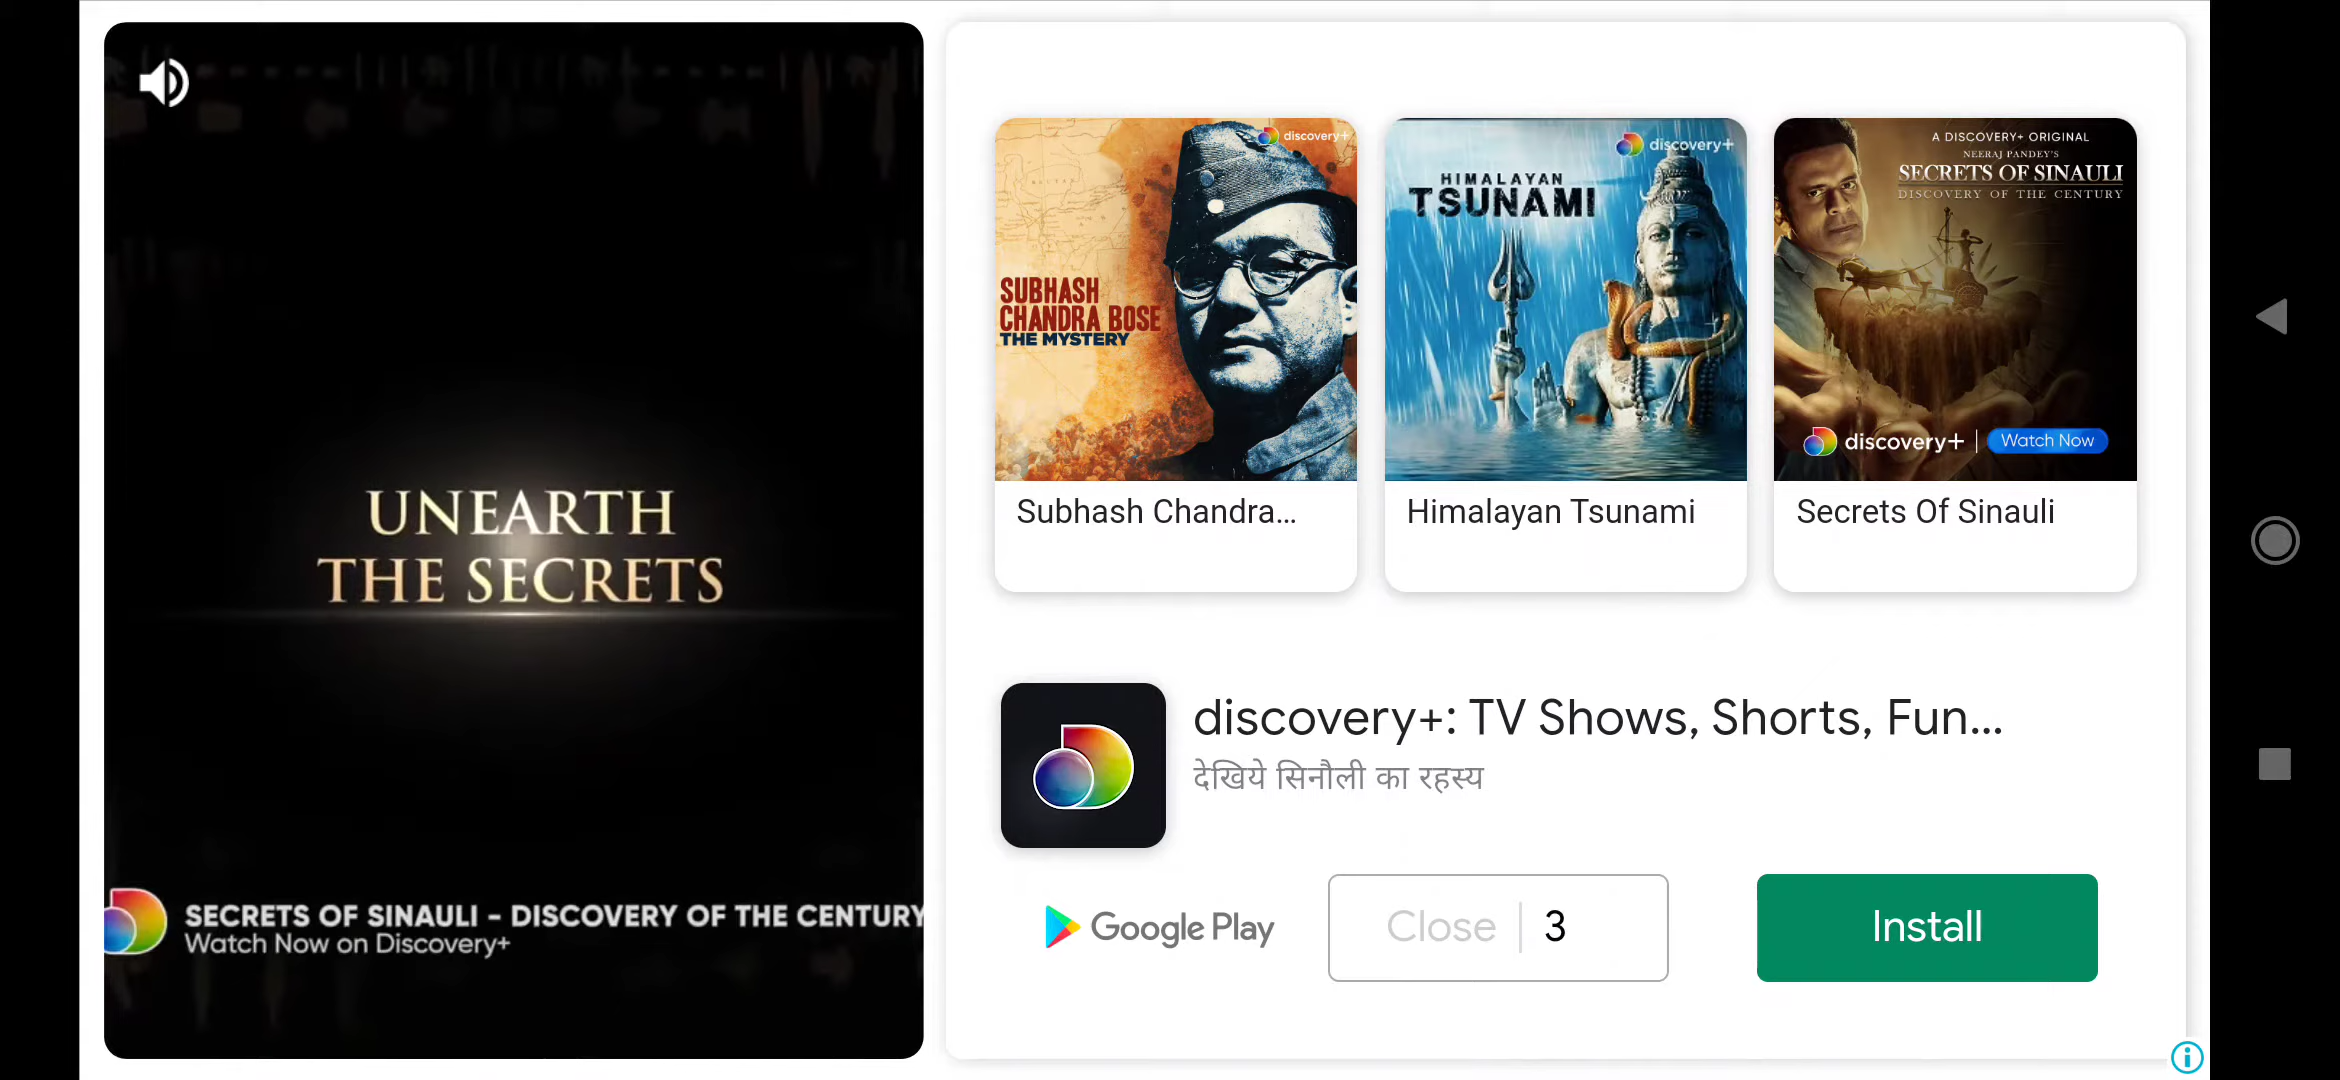 UNEARTH
THE SECRETS
SECRETS OF SINAULI - DISCOVERY OF THE CENTURY
Watch Now on Discovery+
discovery+
SUBHASH
CHANDRA BOSE
THE MYSTERY
Subhash Chandra...
discovery+
HIMALAYAN
TSUNAMI
Himalayan Tsunami
A DISCOVERY+ ORIGINAL
NEERAJ PANDEY'S
SECRETS OF SINAULI
DISCOVERY OF THE CENTURY
discovery+ | Watch Now
Secrets Of Sinauli
discovery+: TV Shows, Shorts, Fun...
देखिये सिनौली का रहस्य
Google Play
Close | 3
Install